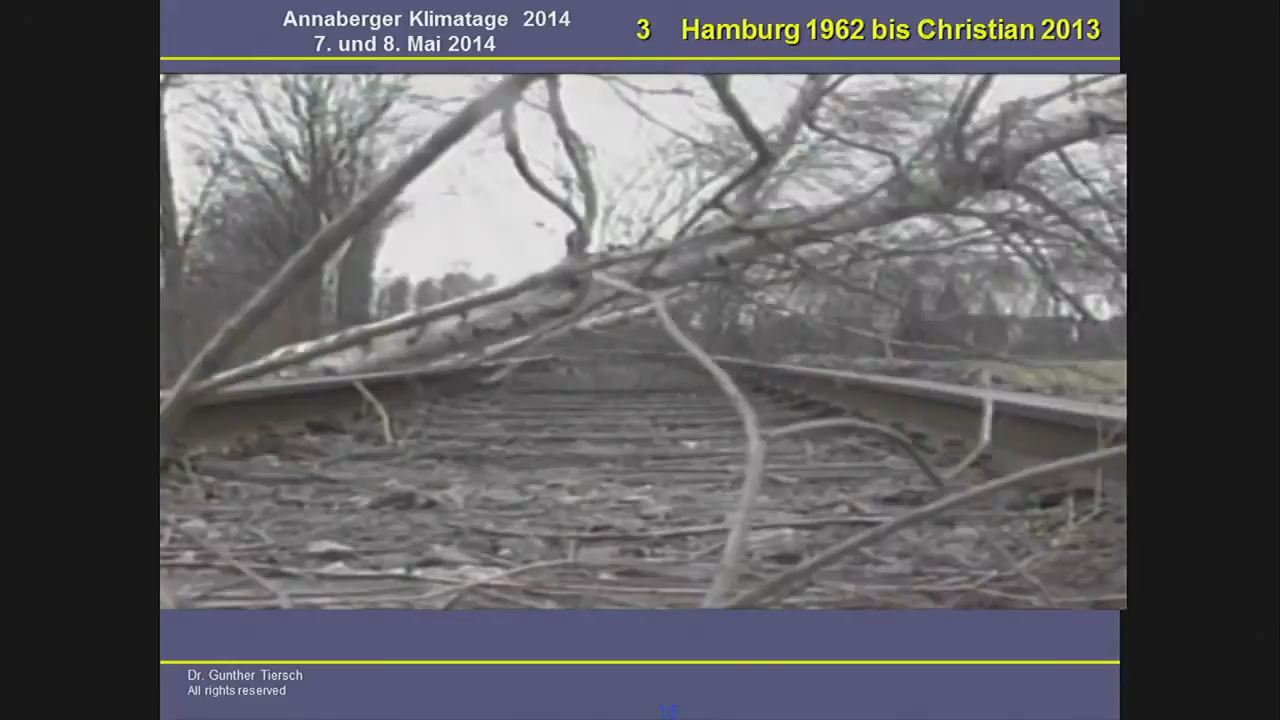 Annaberger Klimatage 2014
7. und 8. Mai 2014
3 Hamburg 1962 bis Christian 2013
Dr. Gunther Tiersch
All rights reserved